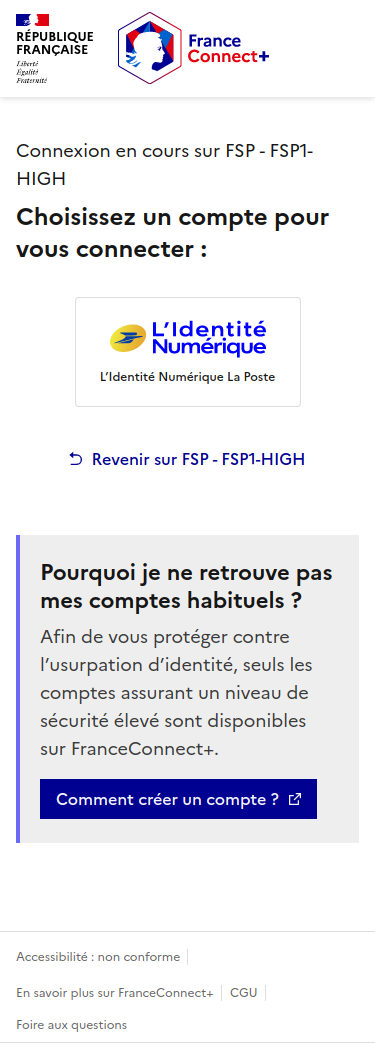 RÉPUBLIQUE
FRANÇAISE
Liberté
Égalité
Fraternité
France
Connect+
Connexion en cours sur FSP - FSP1-
HIGH
Choisissez un compte pour
vous connecter :
L'Identité
Numérique
L'Identité Numérique La Poste
Revenir sur FSP - FSP1-HIGH
Pourquoi je ne retrouve pas
mes comptes habituels ?
Afin de vous protéger contre
l'usurpation d'identité, seuls les
comptes assurant un niveau de
sécurité élevé sont disponibles
sur FranceConnect+.
Comment créer un compte ?
Accessibilité : non conforme
En savoir plus sur FranceConnect+
CGU
Foire aux questions